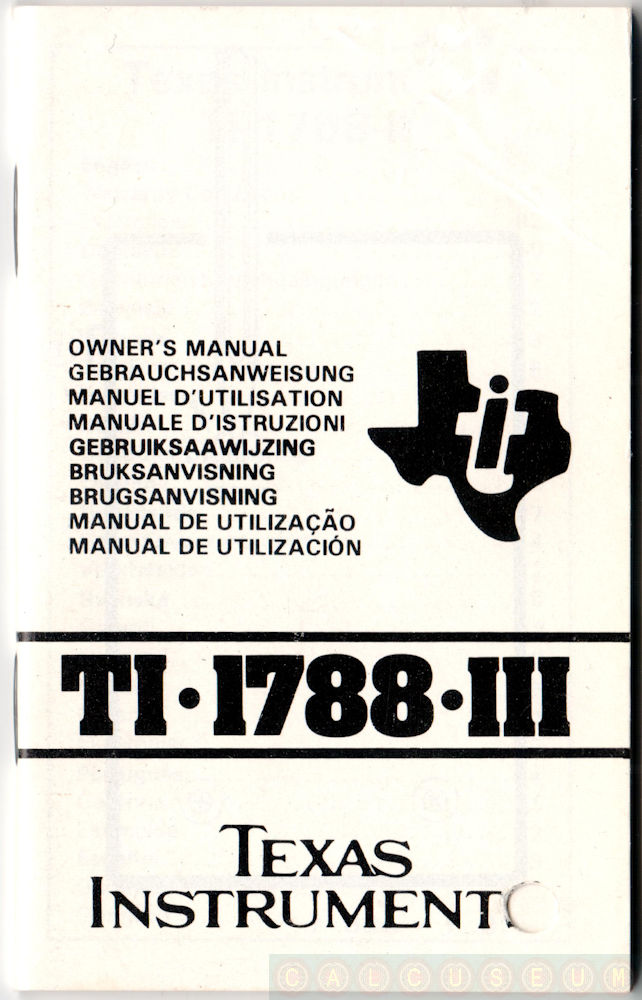 OWNER'S MANUAL
GEBRAUCHSANWEISUNG
MANUEL D'UTILISATION
MANUALE D'ISTRUZIONI
GEBRUIKSAAWIJZING
BRUKSANVISNING
BRUGSANVISNING
MANUAL DE UTILIZAÇÃO
MANUAL DE UTILIZACIÓN
ti
TI•1788•III
TEXAS
INSTRUMENT
CALCUSEUM